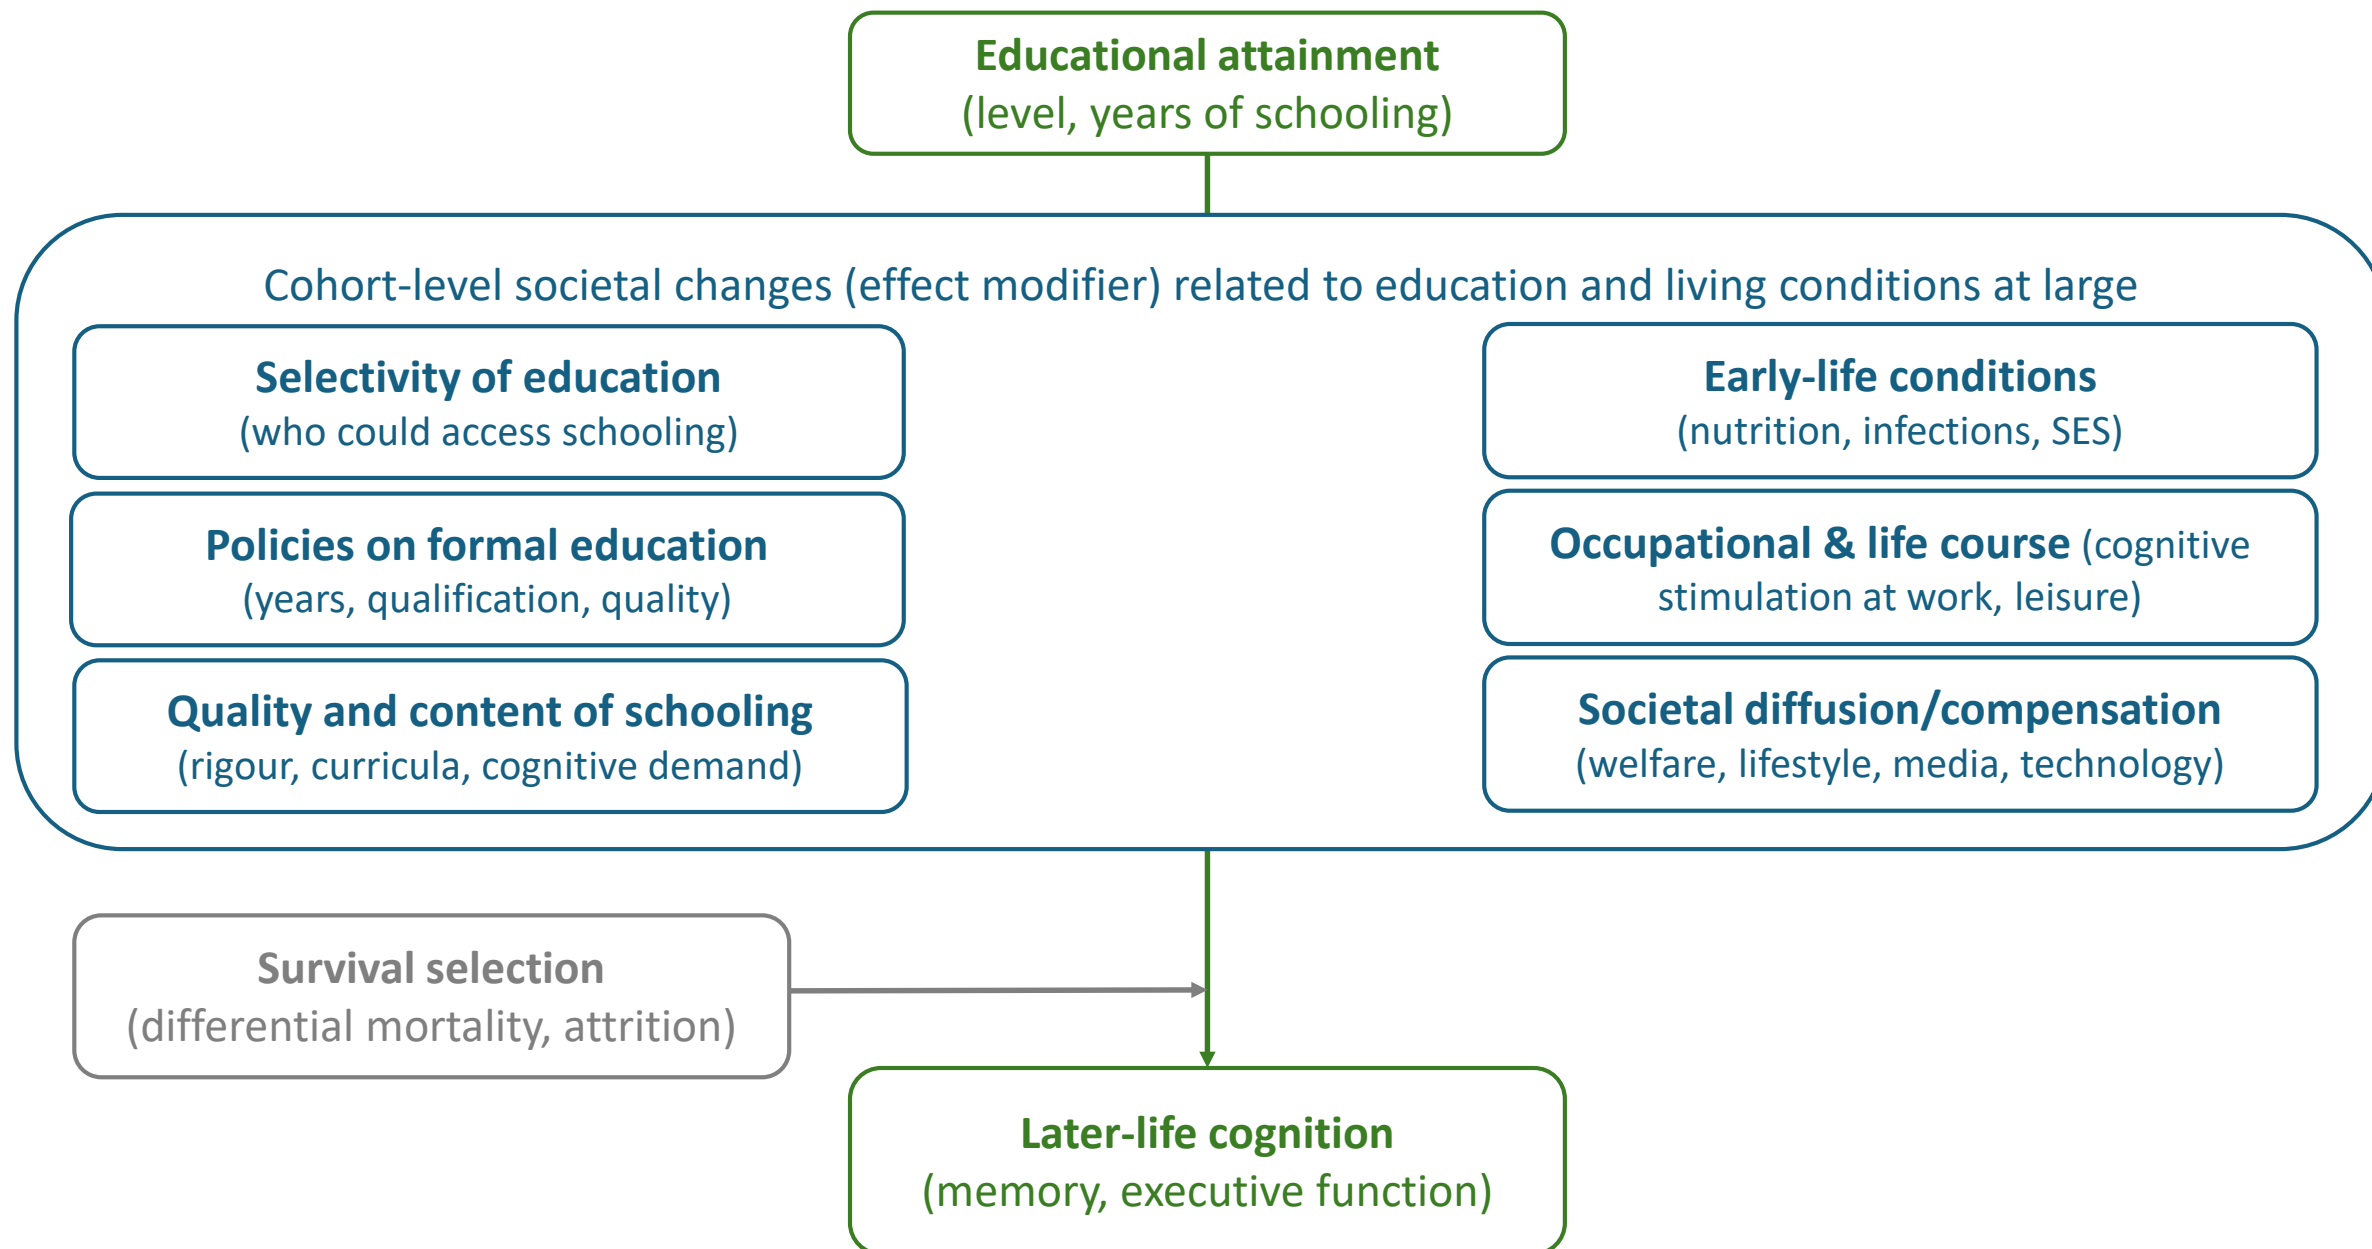 Educational attainment
(level, years of schooling)
Cohort-level societal changes (effect modifier) related to education and living conditions at large
Selectivity of education
(who could access schooling)
Policies on formal education
(years, qualification, quality)
Quality and content of schooling
(rigour, curricula, cognitive demand)
Early-life conditions
(nutrition, infections, SES)
Occupational & life course (cognitive
stimulation at work, leisure)
Societal diffusion/compensation
(welfare, lifestyle, media, technology)
Survival selection
(differential mortality, attrition)
Later-life cognition
(memory, executive function)